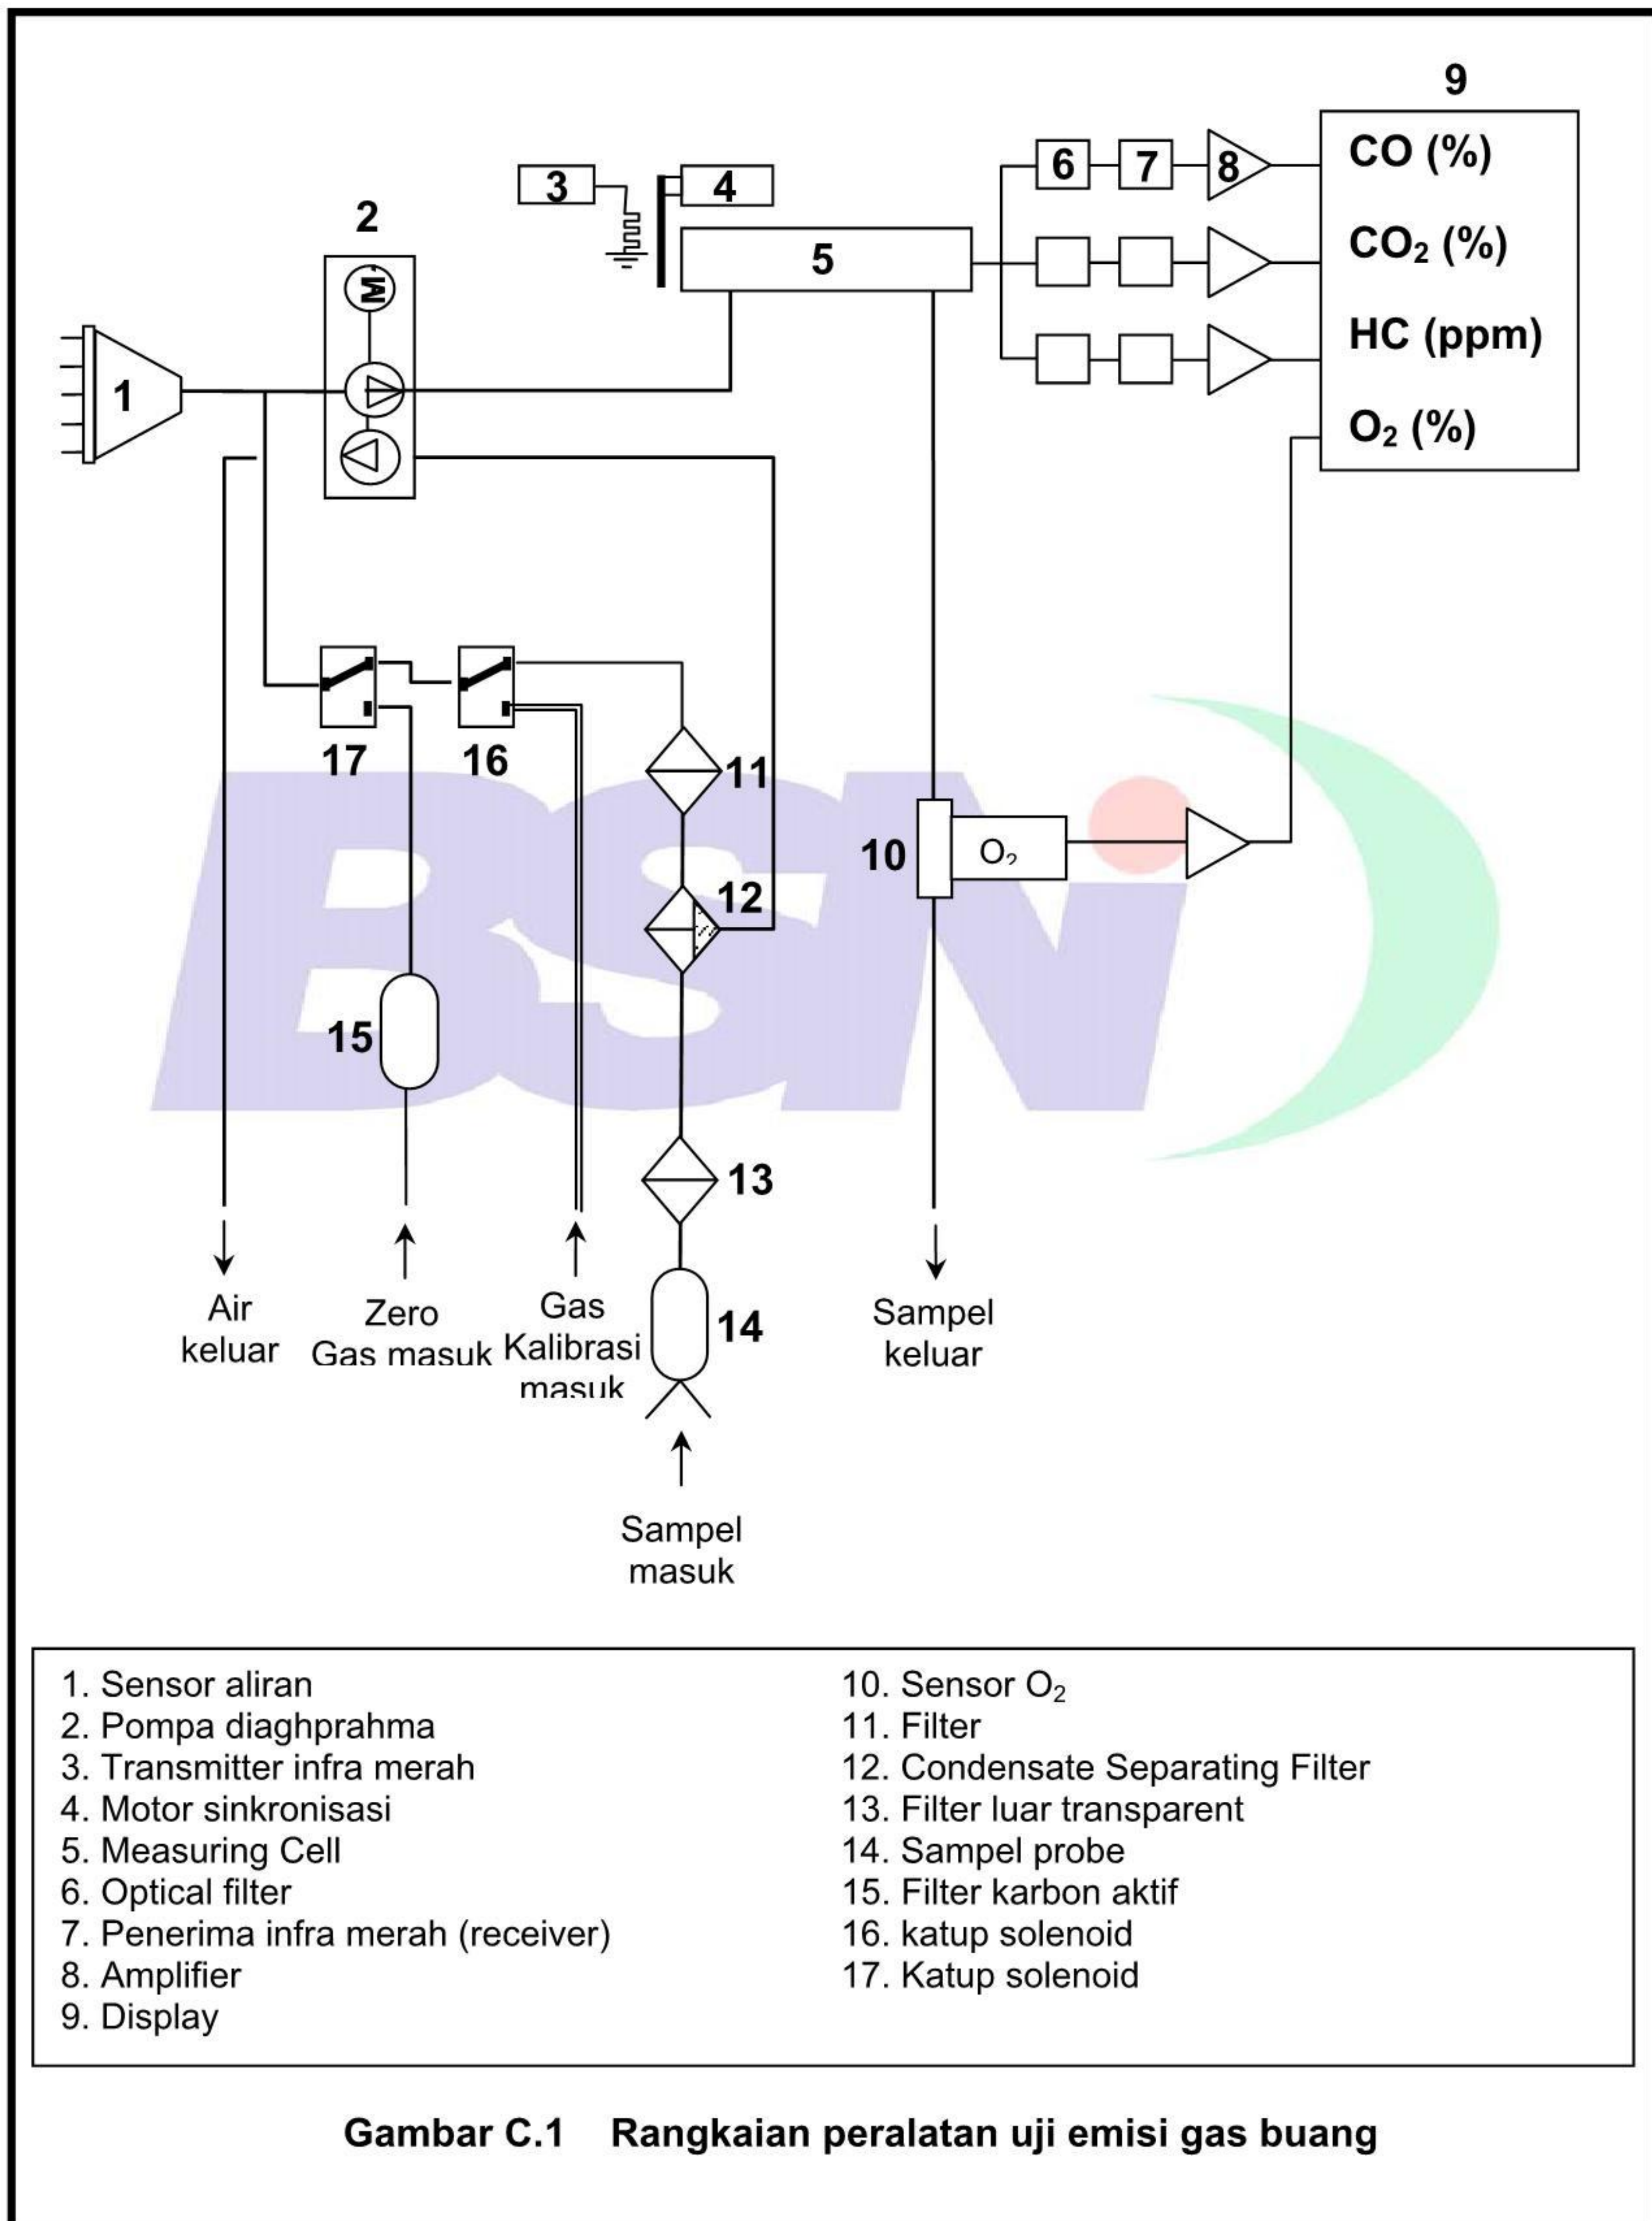 9
CO (%)
6
7
8
3
4
2
CO₂ (%)
5
M
HC (ppm)
1
O₂ (%)
17
16
11
10
O₂
12
15
13
Air
keluar
Zero
Gas masuk
Gas
Kalibrasi
masuk
14
Sampel
keluar
Sampel
masuk
1. Sensor aliran
2. Pompa diaghprahma
3. Transmitter infra merah
4. Motor sinkronisasi
5. Measuring Cell
6. Optical filter
7. Penerima infra merah (receiver)
8. Amplifier
9. Display
10. Sensor O₂
11. Filter
12. Condensate Separating Filter
13. Filter luar transparent
14. Sampel probe
15. Filter karbon aktif
16. katup solenoid
17. Katup solenoid
Gambar C.1 Rangkaian peralatan uji emisi gas buang
BSN